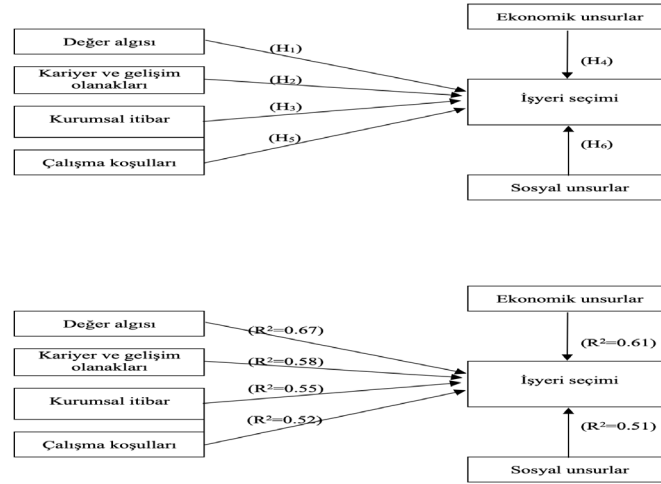 Ekonomik unsurlar
Değer algısı
(H₁)
Kariyer ve gelişim
olanakları
(H₂)
(H₄)
Kurumsal itibar
(H₃)
İşyeri seçimi
Çalışma koşulları
(H₅)
(H₆)
Sosyal unsurlar
Ekonomik unsurlar
Değer algısı
(R²=0.67)
Kariyer ve gelişim
olanakları
(R²=0.58)
(R²=0.61)
Kurumsal itibar
(R²=0.55)
İşyeri seçimi
Çalışma koşulları
(R²=0.52)
(R²=0.51)
Sosyal unsurlar